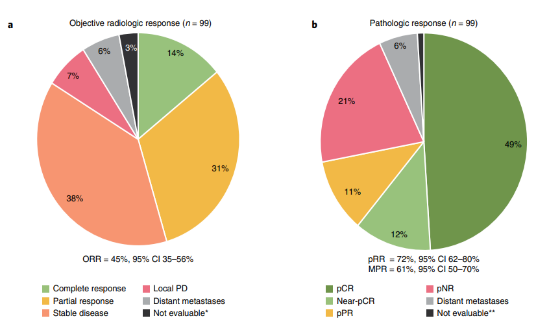 a
Objective radiologic response (n = 99)
3%
14%
6%
7%
31%
38%
ORR = 45%, 95% CI 35–56%
Complete response
Local PD
Partial response
Distant metastases
Stable disease
Not evaluable*
b
Pathologic response (n = 99)
6%
21%
49%
11%
12%
pRR = 72%, 95% CI 62–80%
MPR = 61%, 95% CI 50–70%
pCR
pNR
Near-pCR
Distant metastases
pPR
Not evaluable**